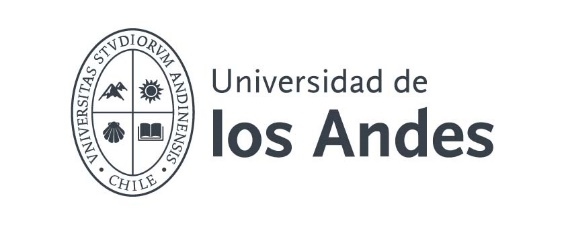 VNIVERSITAS STVDIORVM ANDINENSIS
• CHILE •
Universidad de
los Andes